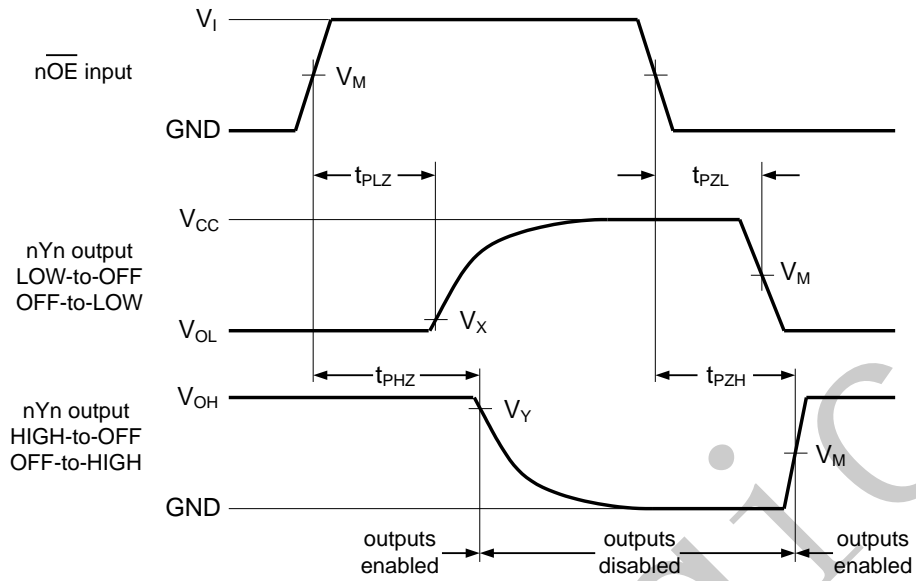 V_I
nOE input
V_M
GND
t_PLZ
t_PZL
V_CC
nYn output
LOW-to-OFF
OFF-to-LOW
V_M
V_X
V_OL
t_PHZ
t_PZH
V_OH
nYn output
HIGH-to-OFF
OFF-to-HIGH
V_Y
V_M
GND
outputs enabled
outputs disabled
outputs enabled
gic